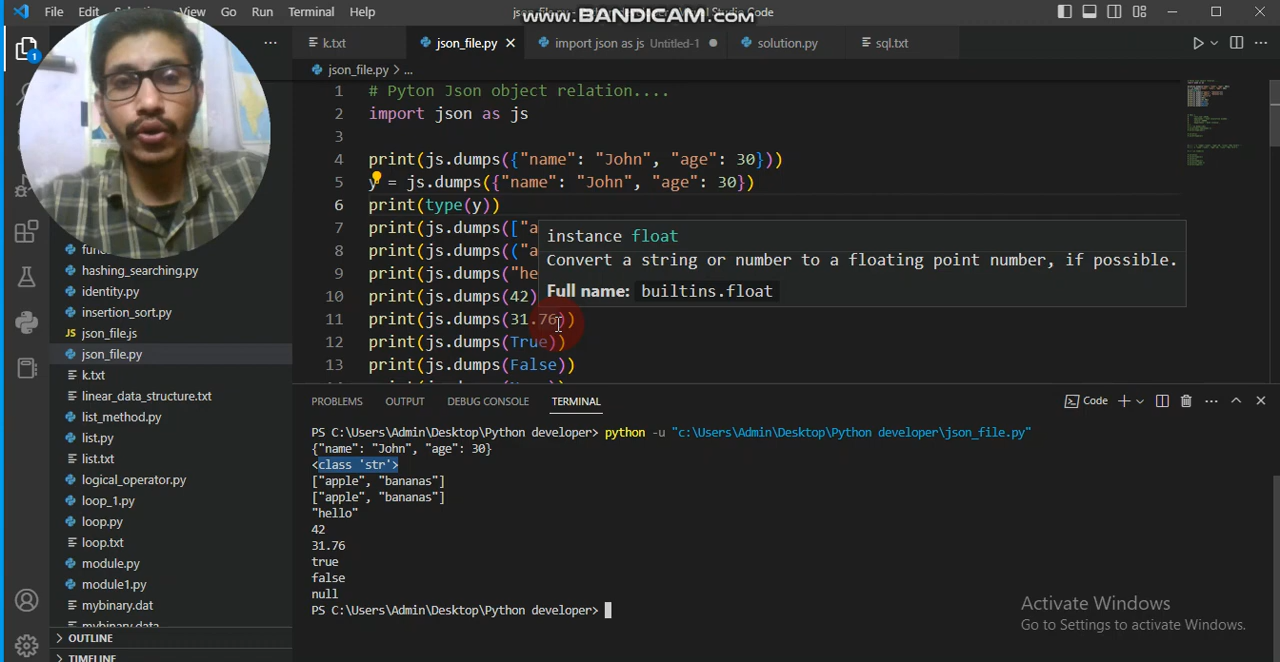 File Edit View Go Run Terminal Help
www.BANDICAM.com
Studio Code
k.txt
json_file.py
import json as js Untitled-1
solution.py
sql.txt
json_file.py > ...
1 # Pyton Json object relation....
2 import json as js
3
4 print(js.dumps({"name": "John", "age": 30}))
5 y = js.dumps({"name": "John", "age": 30})
6 print(type(y))
7 print(js.dumps(["a
8 print(js.dumps(("a
9 print(js.dumps("he
10 print(js.dumps(42)
11 print(js.dumps(31.76))
12 print(js.dumps(True))
13 print(js.dumps(False))
instance float
Convert a string or number to a floating point number, if possible.
Full name: builtins.float
1
hashing_searching.py
identity.py
insertion_sort.py
JS json_file.js
json_file.py
k.txt
linear_data_structure.txt
list_method.py
list.py
list.txt
logical_operator.py
loop_1.py
loop.py
loop.txt
module.py
module1.py
mybinary.dat
mybinary.data
OUTLINE
TIMELINE
PROBLEMS OUTPUT DEBUG CONSOLE TERMINAL
Code
PS C:\Users\Admin\Desktop\Python developer> python -u "c:\Users\Admin\Desktop\Python developer\json_file.py"
{"name": "John", "age": 30}
<class 'str'>
["apple", "bananas"]
["apple", "bananas"]
"hello"
42
31.76
true
false
null
PS C:\Users\Admin\Desktop\Python developer>
Activate Windows
Go to Settings to activate Windows.